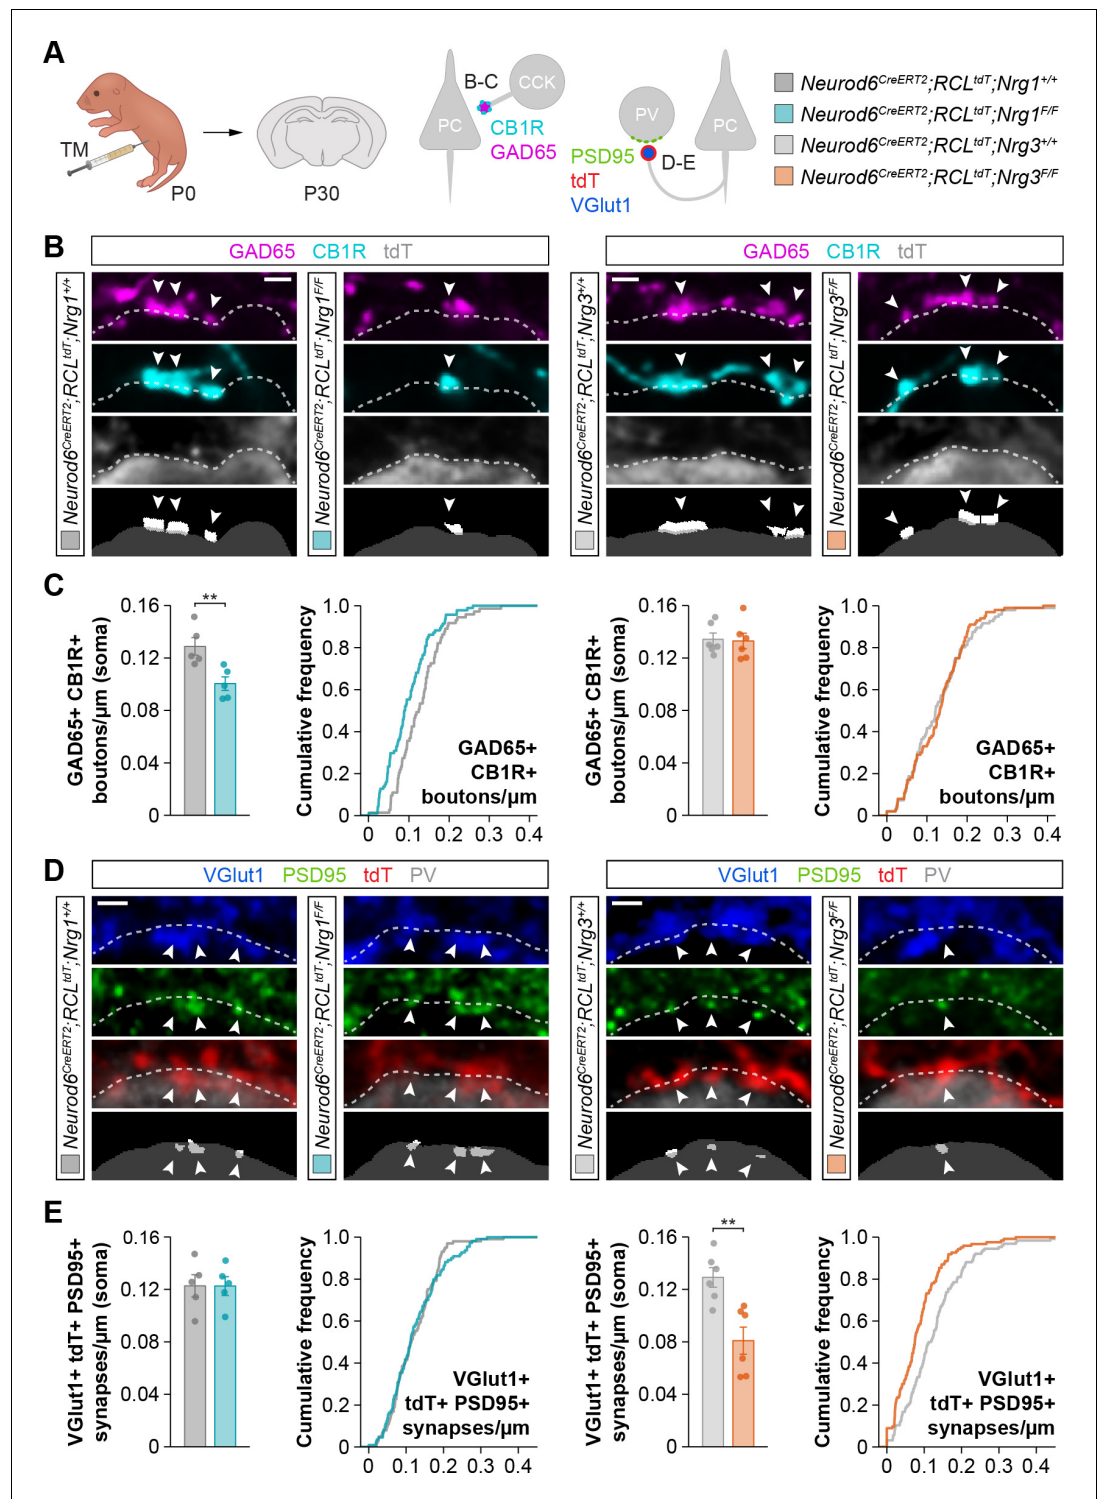 A
TM
P0
P30
PC
B-C
CCK
CB1R
GAD65
PV
PC
PSD95
tdT
VGlut1
D-E
Neurod6CreERT2;RCLtdT;Nrg1+/+
Neurod6CreERT2;RCLtdT;Nrg1F/F
Neurod6CreERT2;RCLtdT;Nrg3+/+
Neurod6CreERT2;RCLtdT;Nrg3F/F
B
GAD65 CB1R tdT
GAD65 CB1R tdT
Neurod6CreERT2;RCLtdT;Nrg1+/+
Neurod6CreERT2;RCLtdT;Nrg1F/F
Neurod6CreERT2;RCLtdT;Nrg3+/+
Neurod6CreERT2;RCLtdT;Nrg3F/F
C
GAD65+ CB1R+
boutons/µm (soma)
0.16
0.12
0.08
0.04
0
**
Cumulative frequency
1.0
0.8
0.6
0.4
0.2
0
GAD65+
CB1R+
boutons/µm
0 0.1 0.2 0.3 0.4
GAD65+ CB1R+
boutons/µm (soma)
0.16
0.12
0.08
0.04
0
Cumulative frequency
1.0
0.8
0.6
0.4
0.2
0
GAD65+
CB1R+
boutons/µm
0 0.1 0.2 0.3 0.4
D
VGlut1 PSD95 tdT PV
VGlut1 PSD95 tdT PV
Neurod6CreERT2;RCLtdT;Nrg1+/+
Neurod6CreERT2;RCLtdT;Nrg1F/F
Neurod6CreERT2;RCLtdT;Nrg3+/+
Neurod6CreERT2;RCLtdT;Nrg3F/F
E
VGlut1+ tdT+ PSD95+
synapses/µm (soma)
0.16
0.12
0.08
0.04
0
Cumulative frequency
1.0
0.8
0.6
0.4
0.2
0
VGlut1+
tdT+ PSD95+
synapses/µm
0 0.1 0.2 0.3 0.4
VGlut1+ tdT+ PSD95+
synapses/µm (soma)
0.16
0.12
0.08
0.04
0
**
Cumulative frequency
1.0
0.8
0.6
0.4
0.2
0
VGlut1+
tdT+ PSD95+
synapses/µm
0 0.1 0.2 0.3 0.4